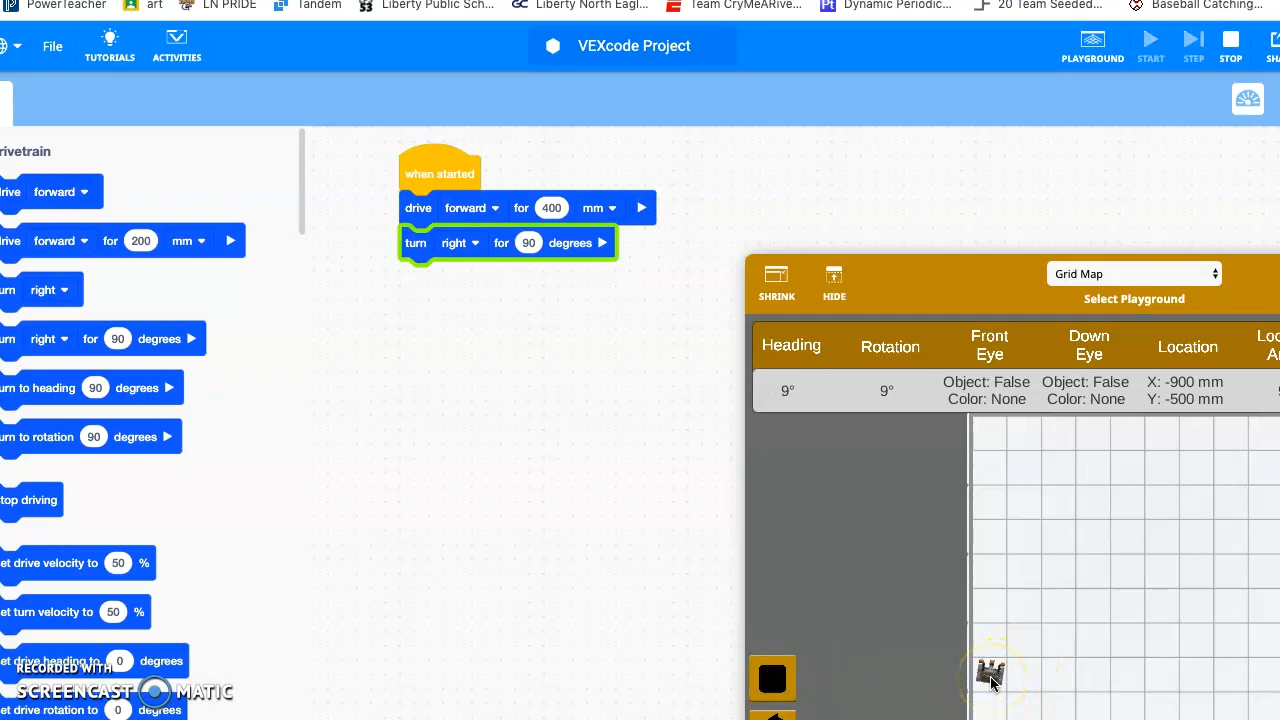 PowerTeacher art LN PRIDE Tandem Liberty Public Sch... Liberty North Eagl... Team CryMeARive... Dynamic Periodic... 20 Team Seeded... Baseball Catching...
File TUTORIALS ACTIVITIES VEXcode Project PLAYGROUND START STEP STOP SHA
rivetrain
rive forward
rive forward for 200 mm
urn right
urn right for 90 degrees
urn to heading 90 degrees
urn to rotation 90 degrees
top driving
et drive velocity to 50 %
et turn velocity to 50 %
et drive heading to 0 degrees
et drive rotation to 0 degrees
RECORDED WITH
SCREENCAST MATIC
when started
drive forward for 400 mm
turn right for 90 degrees
SHRINK HIDE Grid Map
Select Playground
Heading Rotation Front Eye Down Eye Location Loc
9° 9° Object: False Object: False X: -900 mm
Color: None Color: None Y: -500 mm